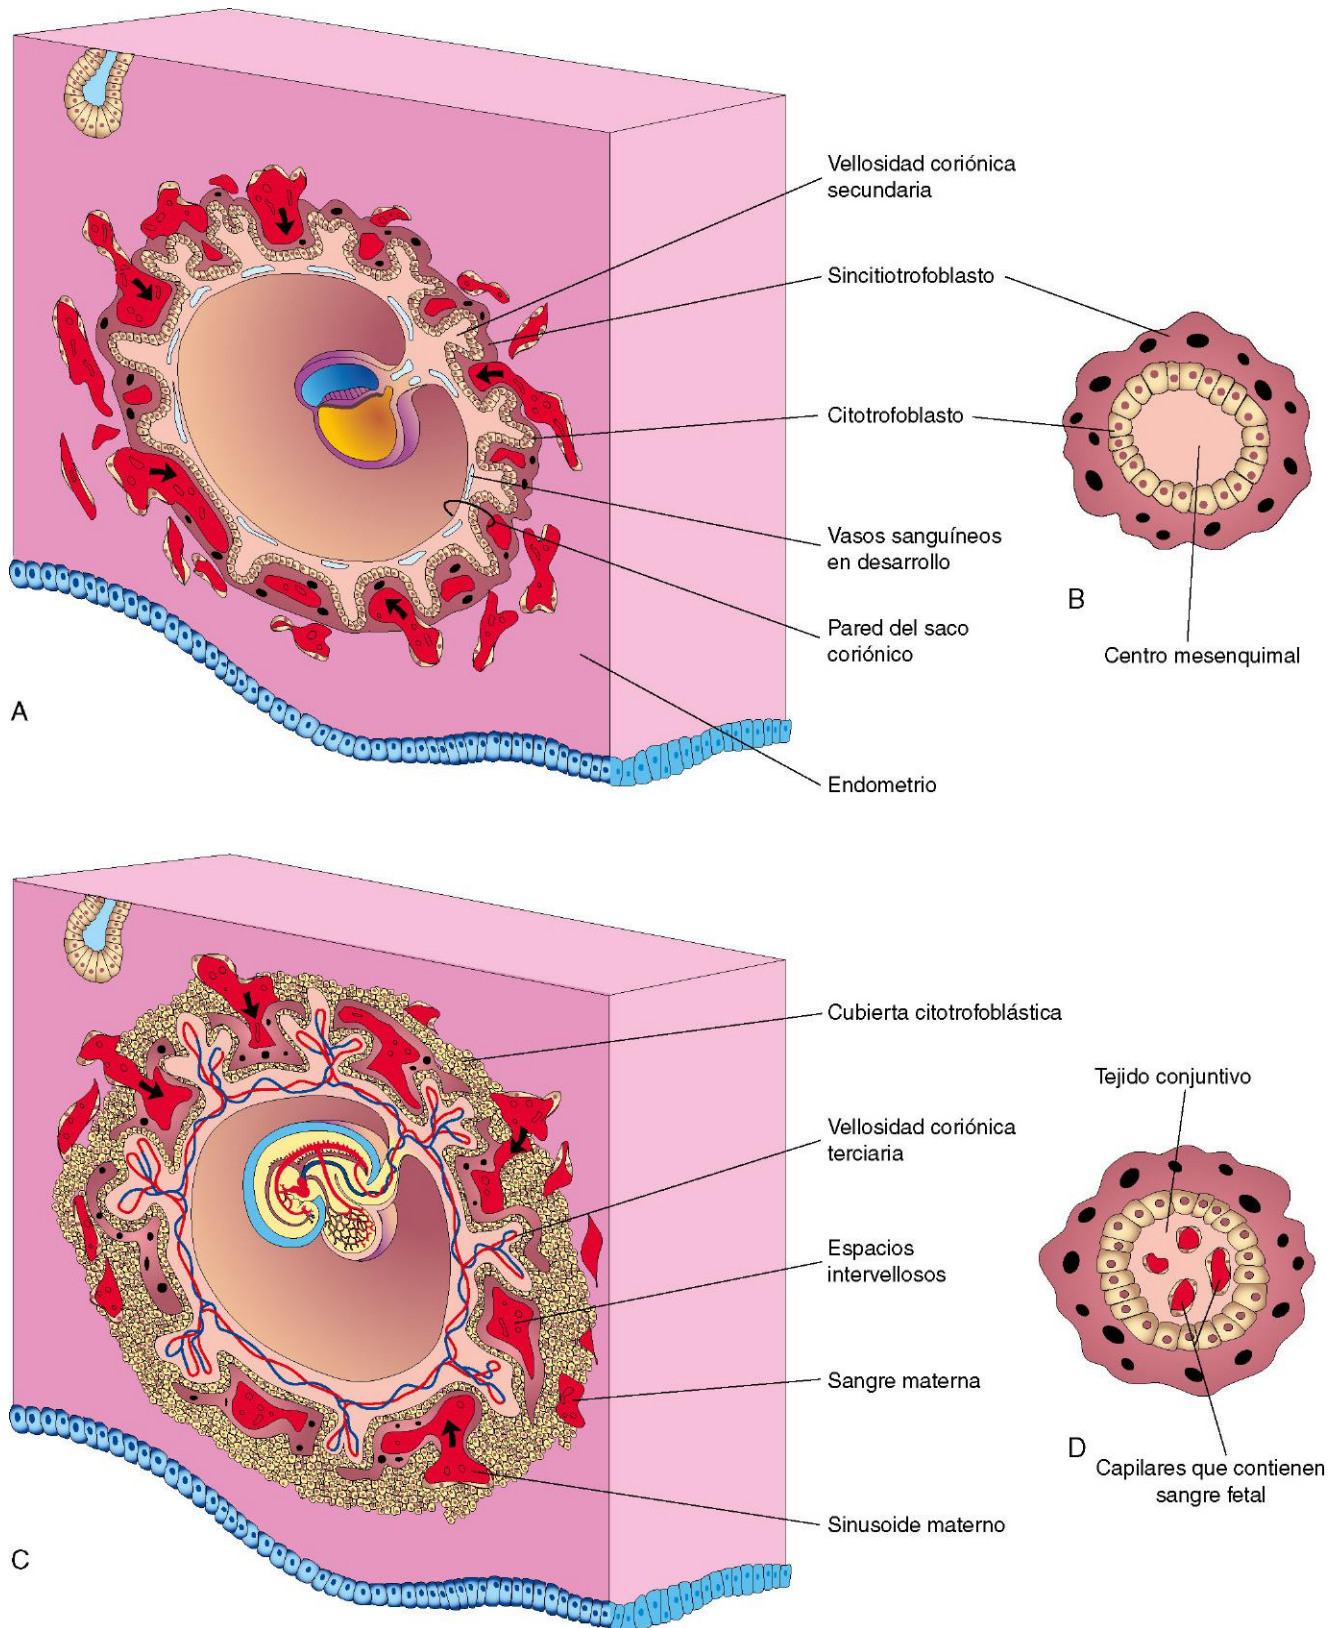 Vellosidad coriónica
secundaria
Sincitiotrofoblasto
Citotrofoblasto
Vasos sanguíneos
en desarrollo
Pared del saco
coriónico
Endometrio
A
B
Centro mesenquimal
Cubierta citotrofoblástica
Vellosidad coriónica
terciaria
Espacios
intervellosos
Sangre materna
Sinusoide materno
C
Tejido conjuntivo
D
Capilares que contienen
sangre fetal